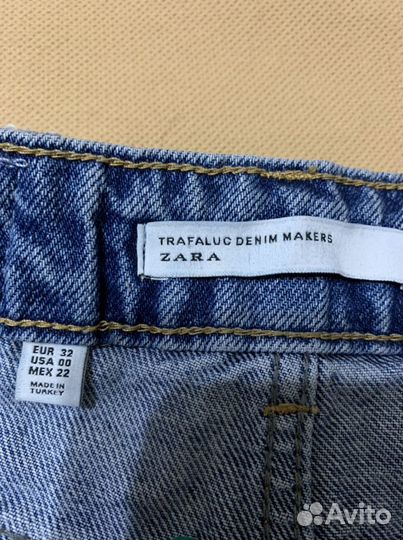 TRAFALUC DENIM MAKERS
ZARA
EUR 32
USA 00
MEX 22
MADE IN
TURKEY
Avito